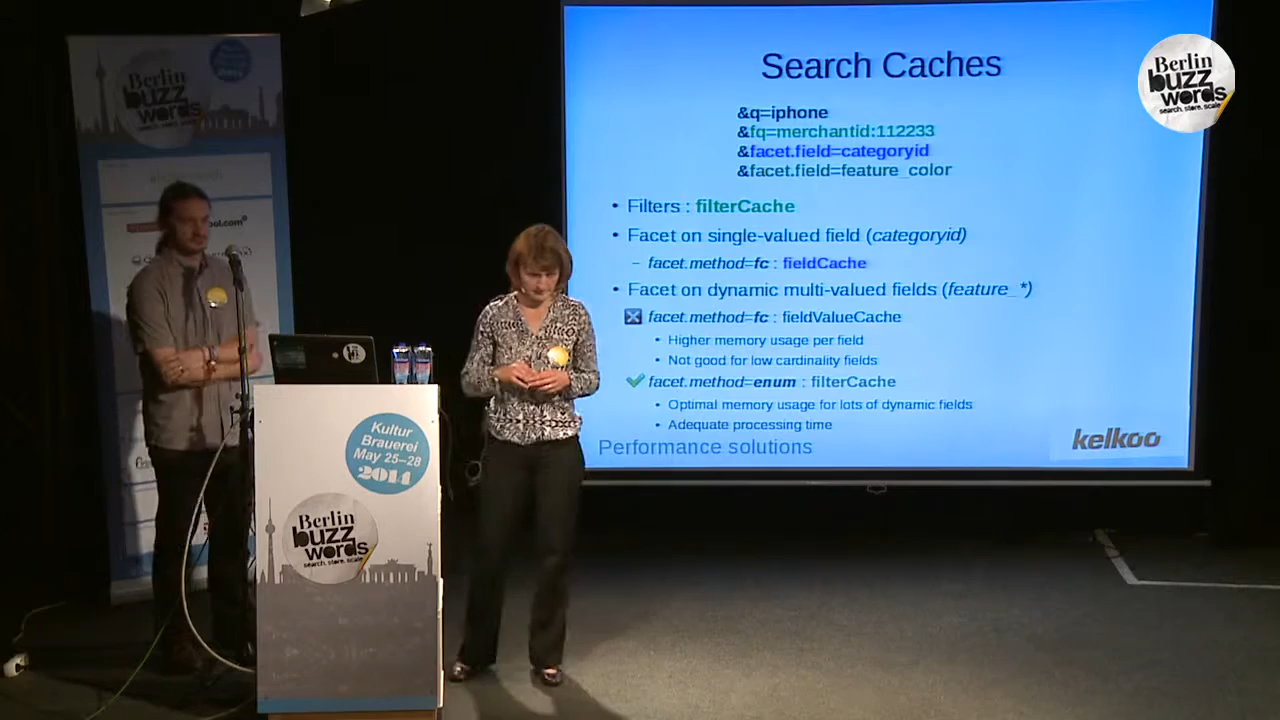 Berlin
buzz
words
Search Caches
&q=iphone
&fq=merchantid:112233
&facet.field=categoryid
&facet.field=feature_color
• Filters : filterCache
• Facet on single-valued field (categoryid)
– facet.method=fc : fieldCache
• Facet on dynamic multi-valued fields (feature_*)
facet.method=fc : fieldValueCache
• Higher memory usage per field
• Not good for low cardinality fields
facet.method=enum : filterCache
• Optimal memory usage for lots of dynamic fields
• Adequate processing time
Performance solutions
kelkoo
Berlin
buzz
words
search. store. scale.
Kultur
Brauerei
May 25–28
2014
Berlin
buzz
words
search. store. scale.